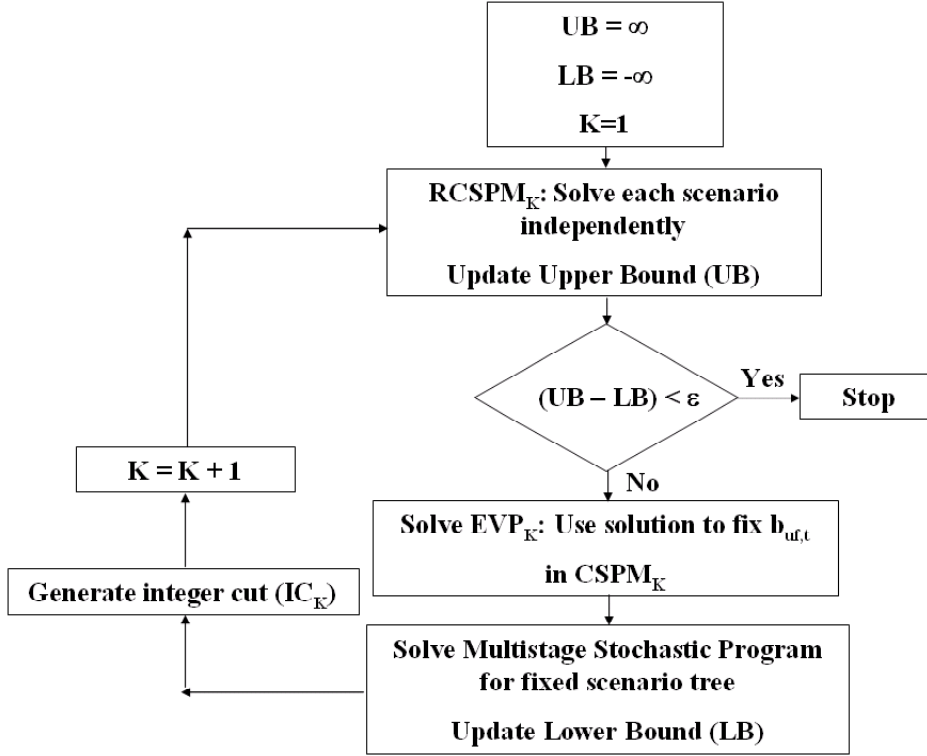 UB = ∞
LB = -∞
K=1
RCSPM_K: Solve each scenario
independently
Update Upper Bound (UB)
(UB – LB) < ε
Yes
Stop
No
Solve EVP_K: Use solution to fix b_uf,t
in CSPM_K
Solve Multistage Stochastic Program
for fixed scenario tree
Update Lower Bound (LB)
Generate integer cut (IC_K)
K = K + 1